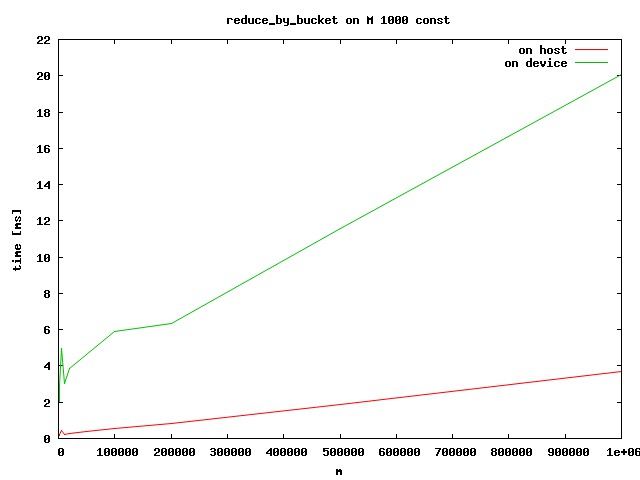 reduce_by_bucket on M 1000 const
on host
on device
22
20
18
16
14
12
10
8
6
4
2
0
time [ms]
0 100000 200000 300000 400000 500000 600000 700000 800000 900000 1e+06
m